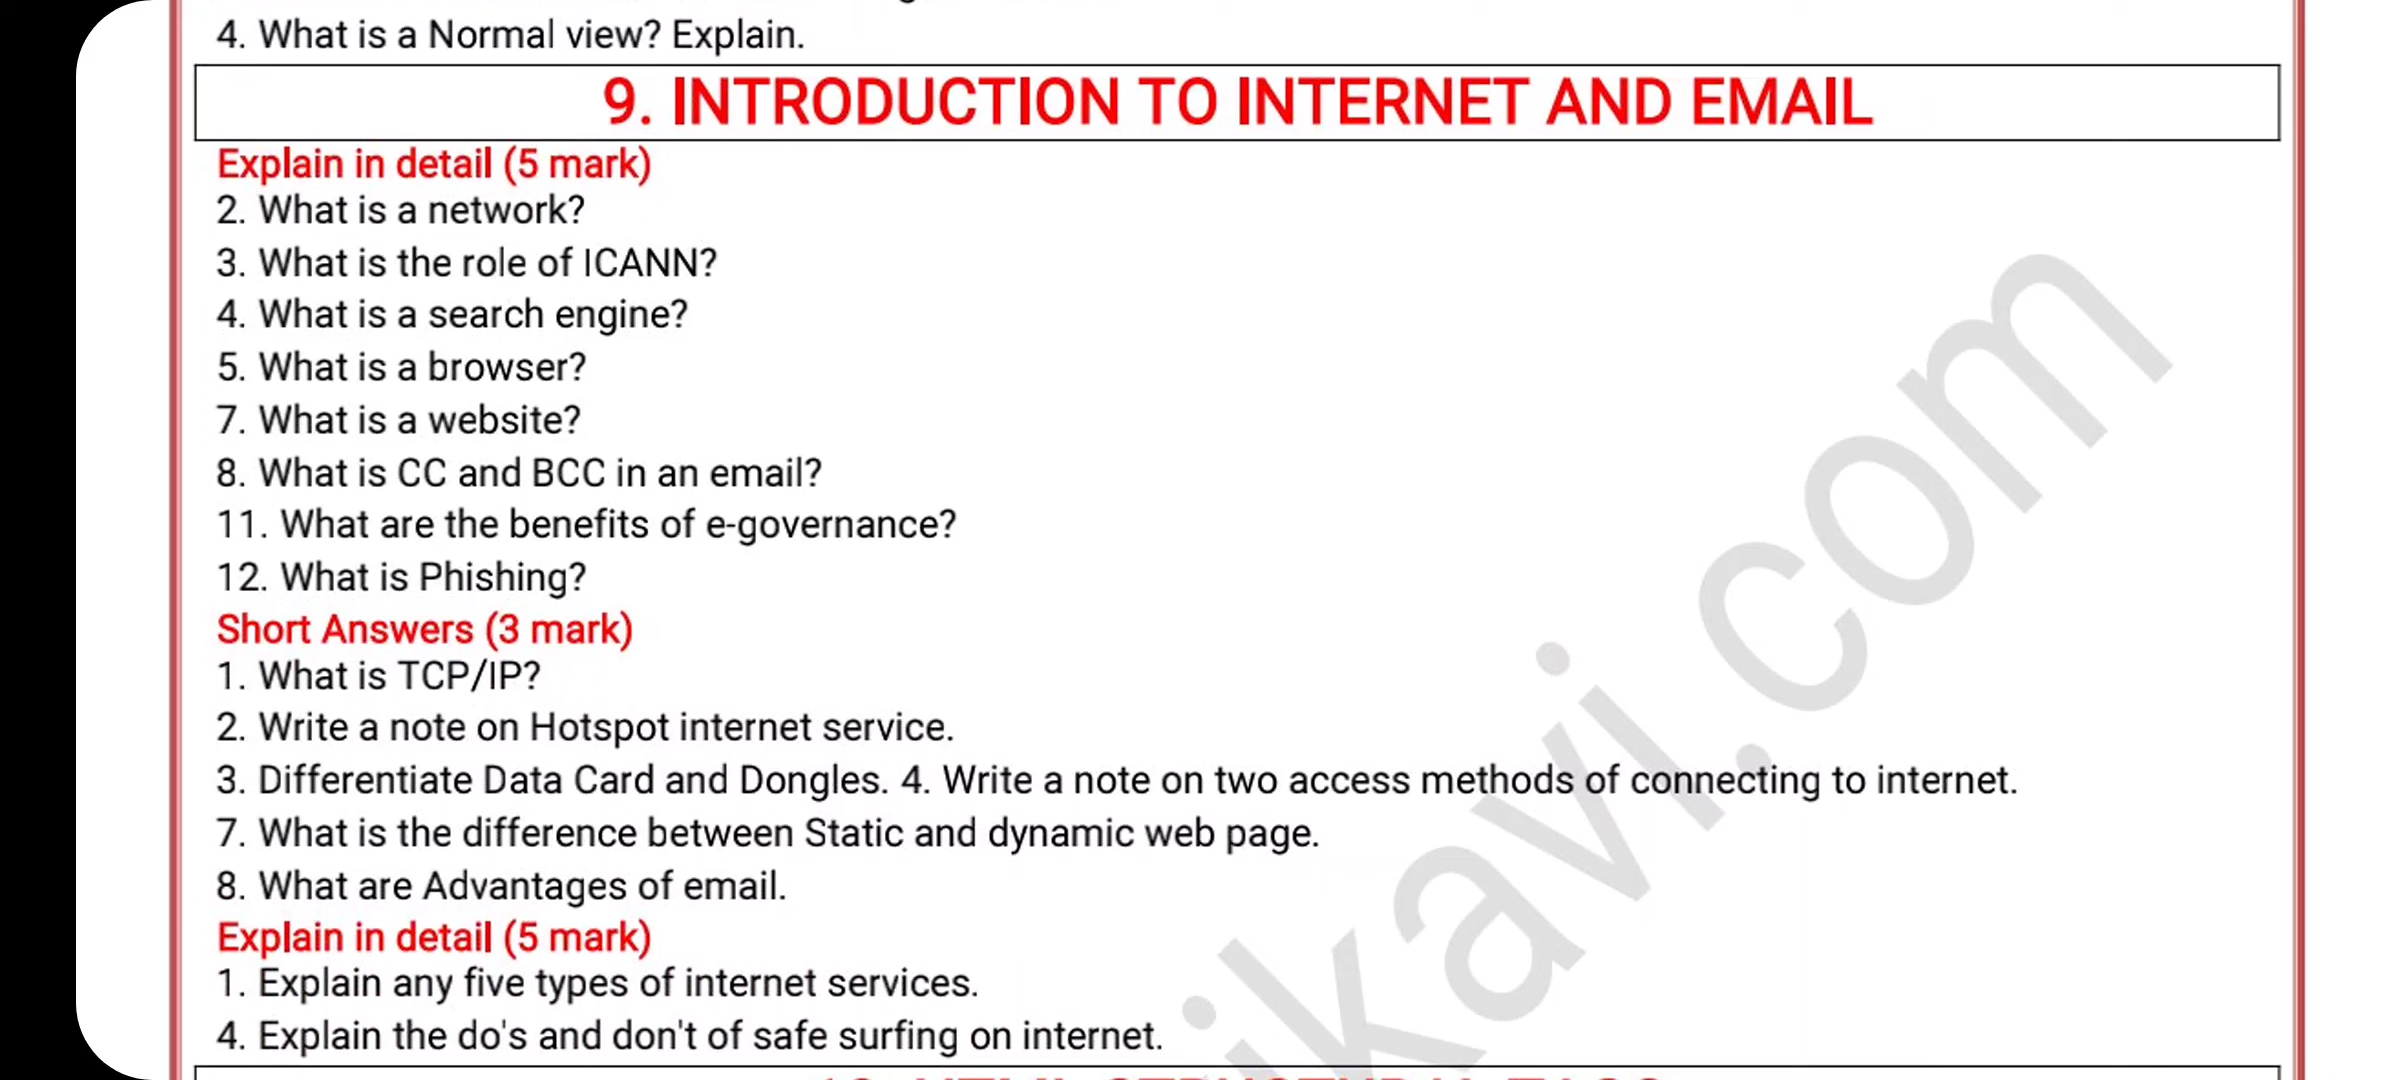 4. What is a Normal view? Explain.
9. INTRODUCTION TO INTERNET AND EMAIL
Explain in detail (5 mark)
2. What is a network?
3. What is the role of ICANN?
4. What is a search engine?
5. What is a browser?
7. What is a website?
8. What is CC and BCC in an email?
11. What are the benefits of e-governance?
12. What is Phishing?
Short Answers (3 mark)
1. What is TCP/IP?
2. Write a note on Hotspot internet service.
3. Differentiate Data Card and Dongles. 4. Write a note on two access methods of connecting to internet.
7. What is the difference between Static and dynamic web page.
8. What are Advantages of email.
Explain in detail (5 mark)
1. Explain any five types of internet services.
4. Explain the do's and don't of safe surfing on internet.
ikavi.com